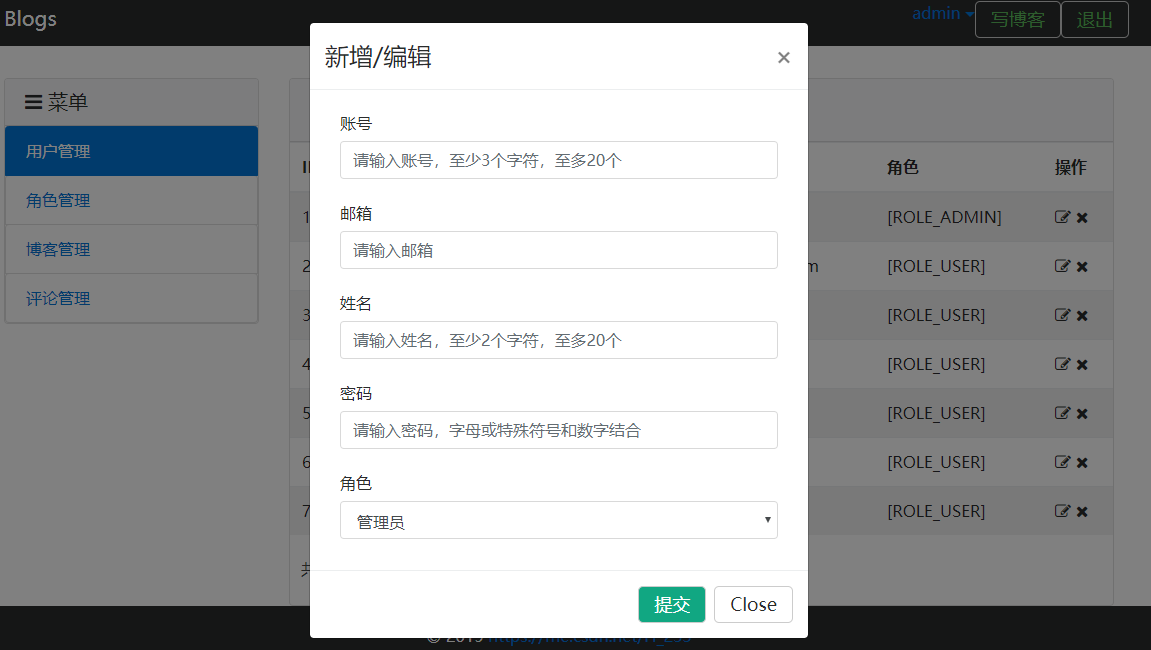 Blogs
admin
写博客
退出
新增/编辑
×
菜单
用户管理
角色管理
博客管理
评论管理
账号
请输入账号，至少3个字符，至多20个
邮箱
请输入邮箱
姓名
请输入姓名，至少2个字符，至多20个
密码
请输入密码，字母或特殊符号和数字结合
角色
管理员
提交
Close
角色 操作
1 [ROLE_ADMIN]
2 m [ROLE_USER]
3 [ROLE_USER]
4 [ROLE_USER]
5 [ROLE_USER]
6 [ROLE_USER]
7 [ROLE_USER]
共